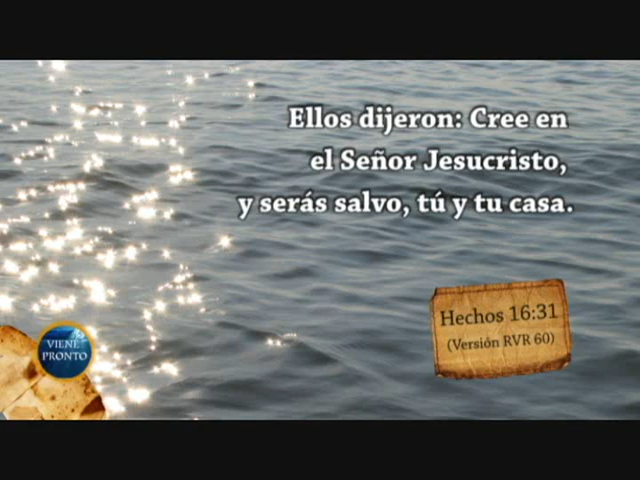 Ellos dijeron: Cree en
el Señor Jesucristo,
y serás salvo, tú y tu casa.
Hechos 16:31
(Versión RVR 60)
VIENE
PRONTO